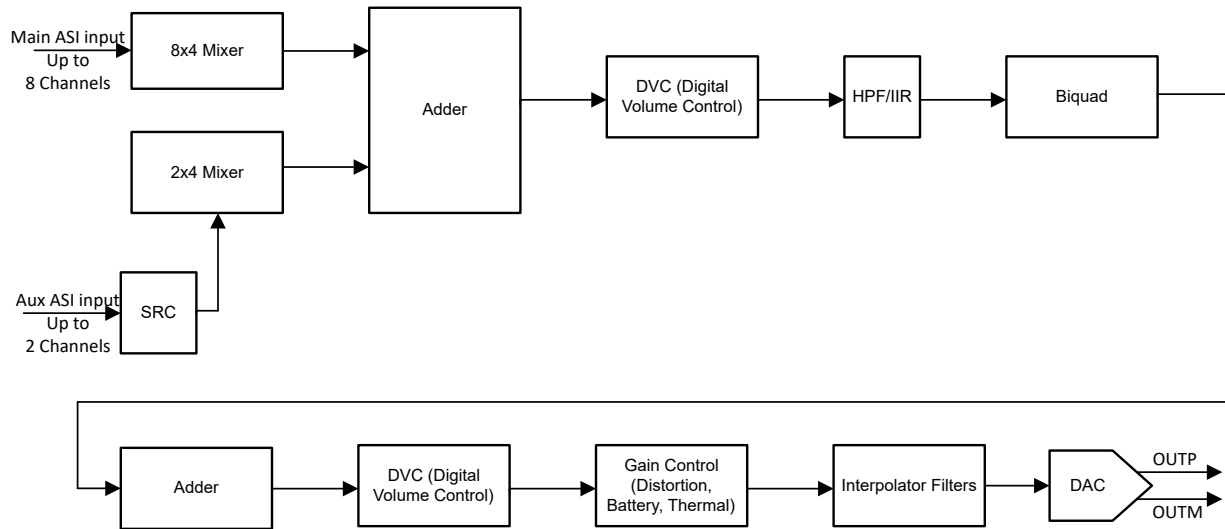 Main ASI input
Up to
8 Channels
8x4 Mixer
2x4 Mixer
Adder
DVC (Digital
Volume Control)
HPF/IIR
Biquad
Aux ASI input
Up to
2 Channels
SRC
Adder
DVC (Digital
Volume Control)
Gain Control
(Distortion,
Battery, Thermal)
Interpolator Filters
DAC
OUTP
OUTM